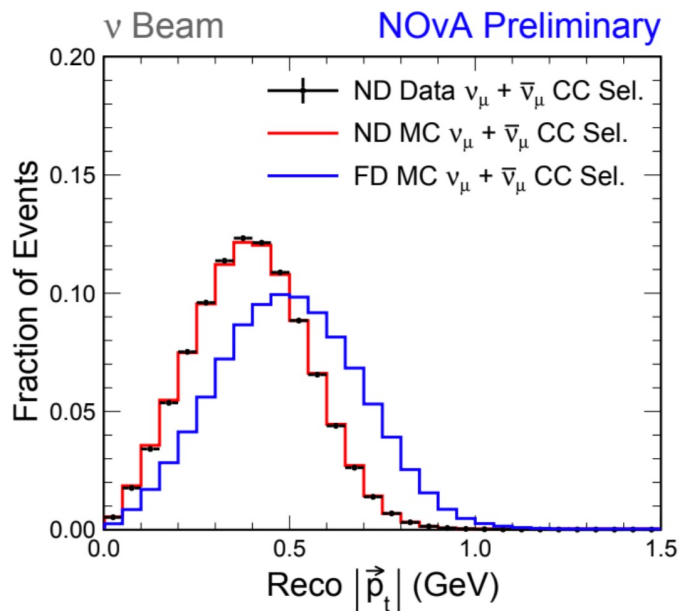 ν Beam NOvA Preliminary
0.20
ND Data ν_μ + ν̅_μ CC Sel.
ND MC ν_μ + ν̅_μ CC Sel.
FD MC ν_μ + ν̅_μ CC Sel.
0.15
0.10
0.05
0.00
Fraction of Events
0.0 0.5 1.0 1.5
Reco |p⃗_t| (GeV)